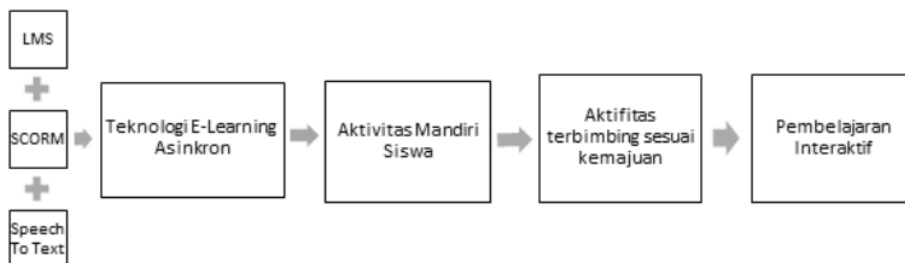 LMS
SCORM
Speech
To Text
Teknologi E-Learning
Asinkron
Aktivitas Mandiri
Siswa
Aktifitas
terbimbing sesuai
kemajuan
Pembelajaran
Interaktif